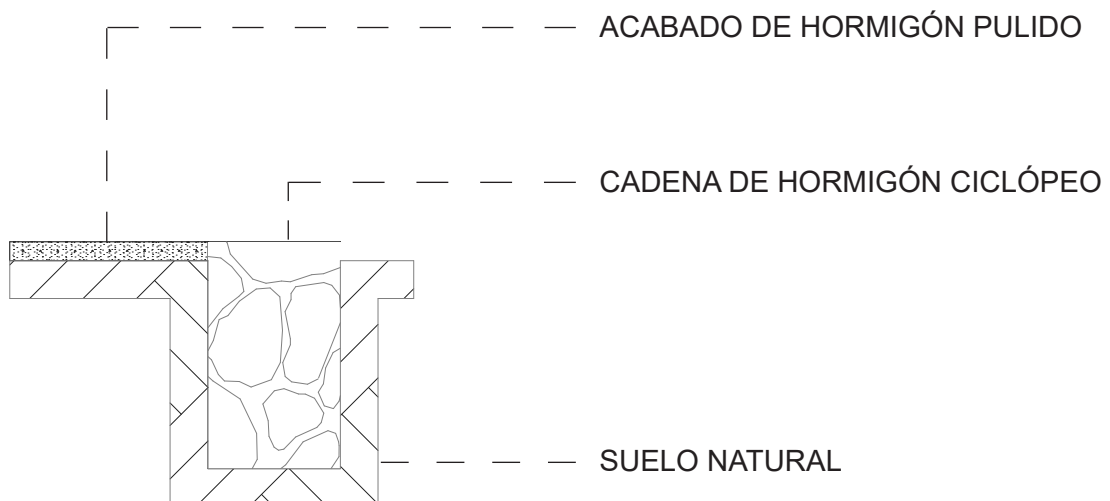 ACABADO DE HORMIGÓN PULIDO
CADENA DE HORMIGÓN CICLÓPEO
SUELO NATURAL